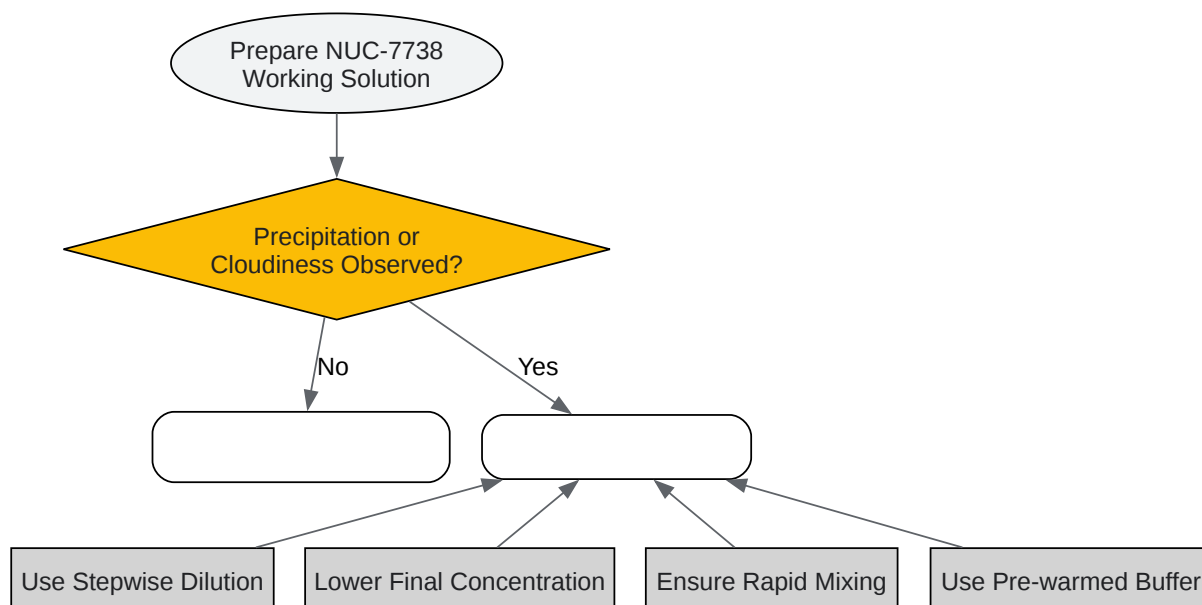 Prepare NUC-7738
Working Solution
Precipitation or
Cloudiness Observed?
No
Yes
Use Stepwise Dilution
Lower Final Concentration
Ensure Rapid Mixing
Use Pre-warmed Buffer